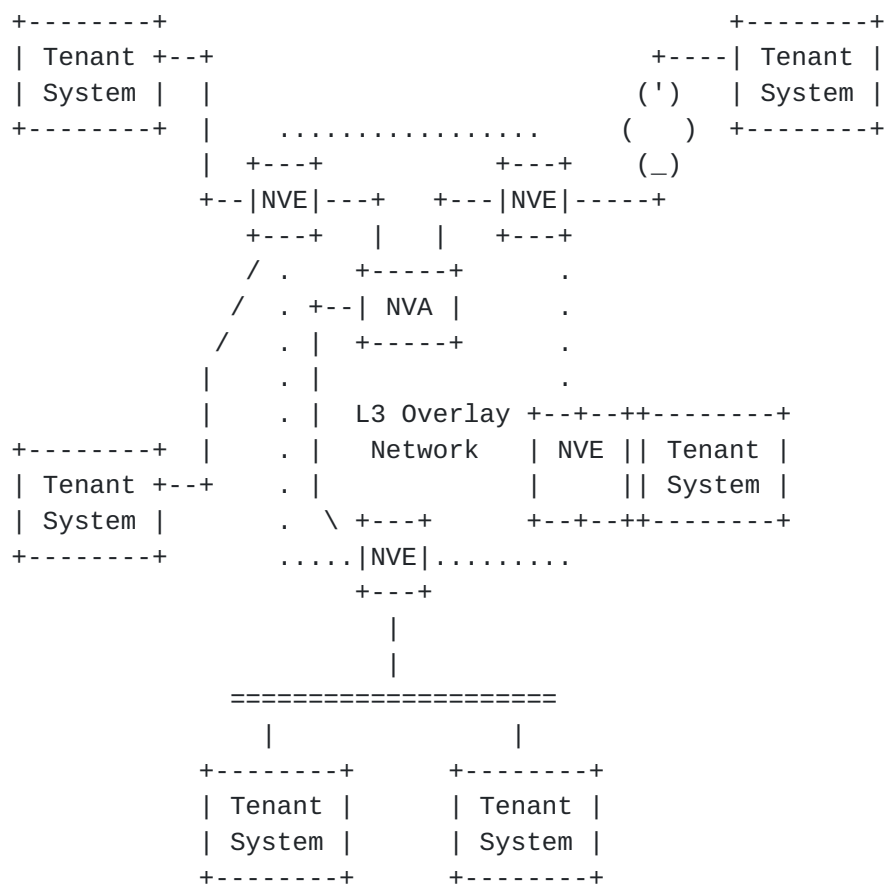 +--------+                                    +--------+
| Tenant +--+                            +----| Tenant |
| System |  |                           (')   | System |
+--------+  |    .................     (   )  +--------+
            |  +---+           +---+    (_)
            +--|NVE|---+   +---|NVE|-----+
               +---+   |   |   +---+
               / .    +-----+      .
              /  . +--| NVA |      .
             /   . |  +-----+      .
            |    . |               .
            |    . |  L3 Overlay +--+--++--------+
+--------+  |    . |   Network   | NVE || Tenant |
| Tenant +--+    . |             |     || System |
| System |       .  \ +---+      +--+--++--------+
+--------+       .....|NVE|.........
                      +---+
                        |
                        |
              =====================
                |               |
            +--------+      +--------+
            | Tenant |      | Tenant |
            | System |      | System |
            +--------+      +--------+